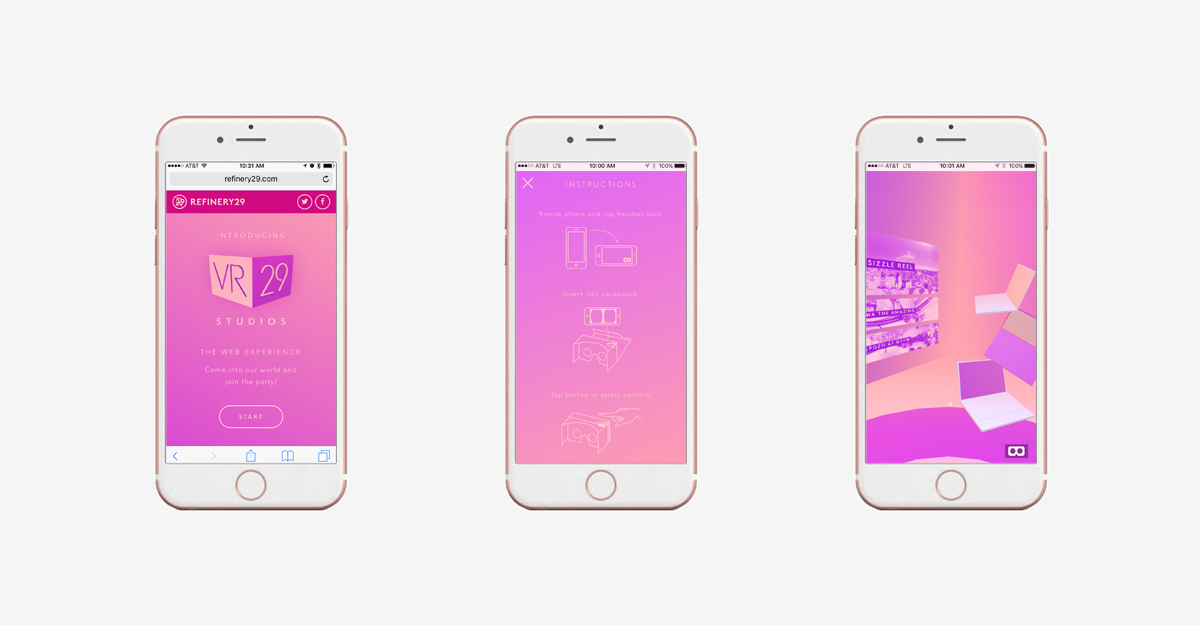 AT&T
10:31 AM
refinery29.com
REFINERY29
INTRODUCING
VR 29
STUDIOS
THE WEB EXPERIENCE
Come into our world and
join the party!
START
AT&T LTE
10:00 AM
100%
INSTRUCTIONS
Rotate phone and tap headset icon.
Insert into cardboard.
Tap button to select content!
AT&T LTE
10:01 AM
100%
SIZZLE REEL
THE AMAZING